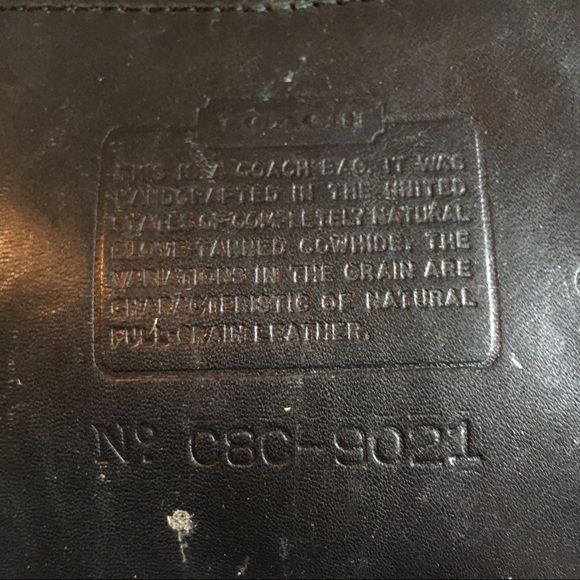 COACH
THIS IS A COACH BAG. IT WAS
HANDCRAFTED IN THE UNITED
STATES OF COMPLETELY NATURAL
GLOVE-TANNED COWHIDE. THE
VARIATIONS IN THE GRAIN ARE
CHARACTERISTIC OF NATURAL
FULL-GRAIN LEATHER.
Nº C8C-9021